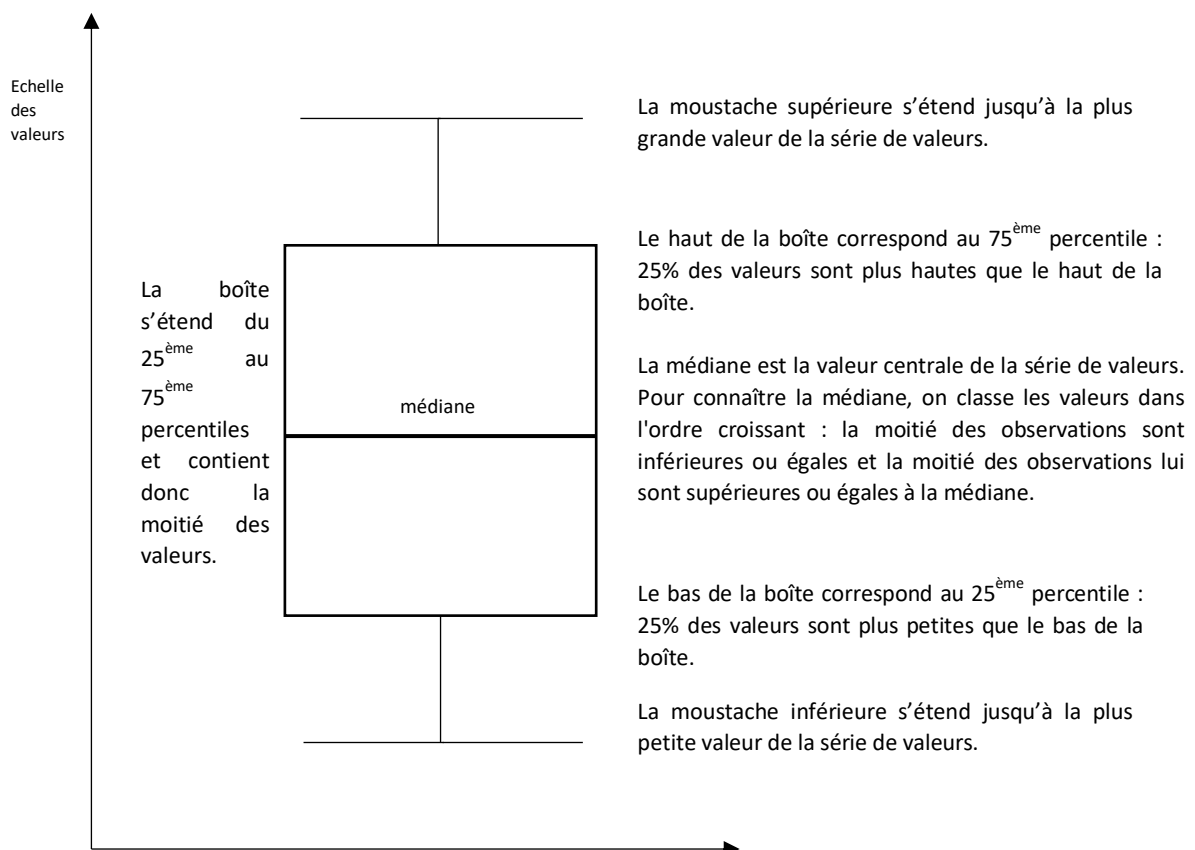 Echelle
des
valeurs
La moustache supérieure s’étend jusqu’à la plus
grande valeur de la série de valeurs.
Le haut de la boîte correspond au 75ème percentile :
25% des valeurs sont plus hautes que le haut de la
boîte.
La boîte
s’étend du
25ème au
75ème
percentiles
et contient
donc la
moitié des
valeurs.
médiane
La médiane est la valeur centrale de la série de valeurs.
Pour connaître la médiane, on classe les valeurs dans
l'ordre croissant : la moitié des observations sont
inférieures ou égales et la moitié des observations lui
sont supérieures ou égales à la médiane.
Le bas de la boîte correspond au 25ème percentile :
25% des valeurs sont plus petites que le bas de la
boîte.
La moustache inférieure s’étend jusqu’à la plus
petite valeur de la série de valeurs.